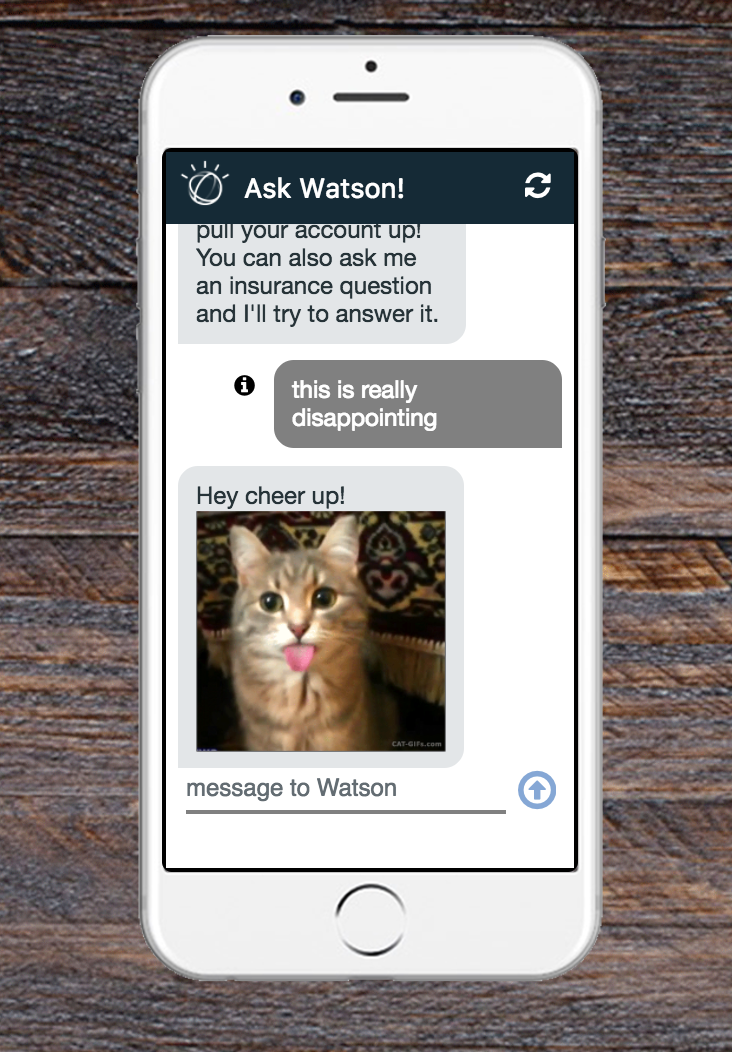 Ask Watson!
pull your account up!
You can also ask me
an insurance question
and I'll try to answer it.
this is really
disappointing
Hey cheer up!
CAT-GIFs.com
message to Watson